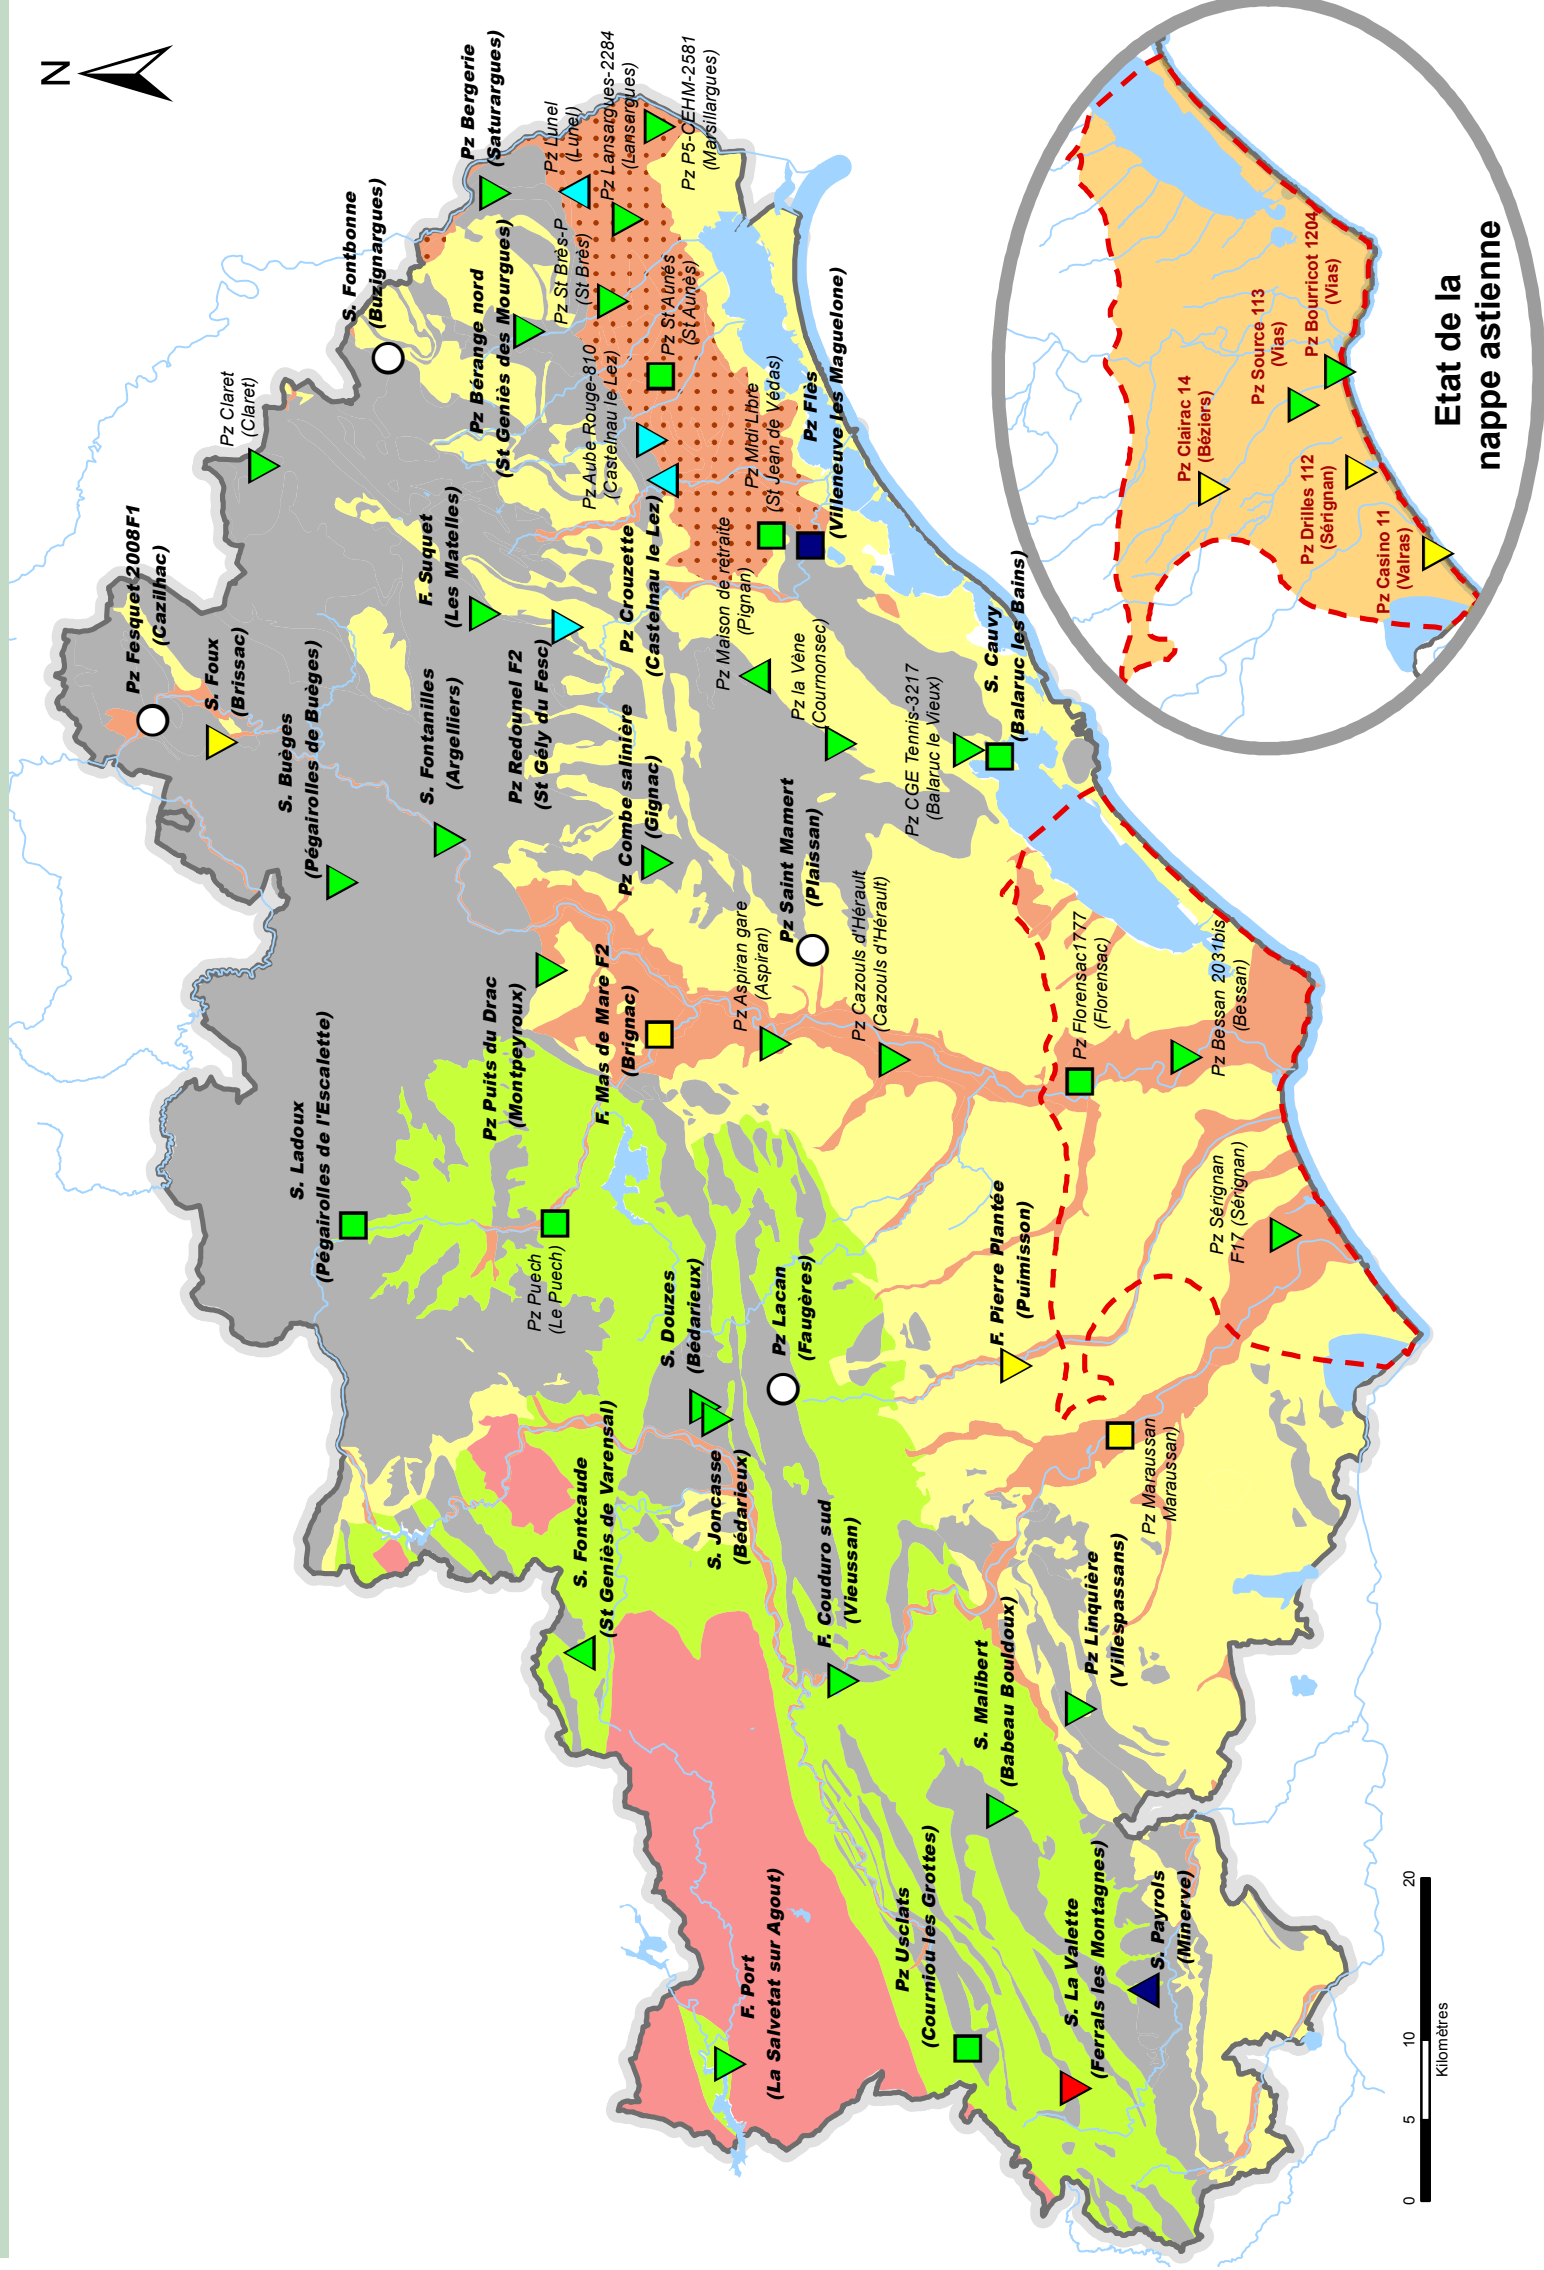 N
Pz Bergerie
(Saturargues)
Pz Lunel
(Lunel)
Pz Lansargues-2284
(Lansargues)
Pz P5-CEHM-2581
(Marsillargues)
S. Fontbonne
(Buzignargues)
Pz Bérange nord
(St Genies des Mourgues)
Pz St Brès-P
(St Brès)
Pz St Aunès
(St Aunès)
Pz Claret
(Claret)
Pz Aube Rouge-810
(Castelnau le Lez)
Pz Midi Libre
(St Jean de Védas)
Pz Flès
(Villeneuve les Maguelone)
Pz Fesquet 2008F1
(Cazilhac)
S. Foux
(Brissac)
F. Suquet
(Les Matelles)
Pz Crouzette
(Castelnau le Lez)
Pz Maison de retraite
(Pignan)
Pz la Vène
(Cournonsec)
S. Cauvy
(Balaruc les Bains)
Pz CGE Tennis-3217
(Balaruc le Vieux)
S. Buèges
(Pégairolles de Buèges)
S. Fontanilles
(Argelliers)
Pz Redounel F2
(St Gély du Fesc)
Pz Combe salinière
(Gignac)
Pz Saint Mamert
(Plaissan)
Pz Cazouls d'Hérault
(Cazouls d'Hérault)
Pz Aspiran gare
(Aspiran)
Pz Puits du Drac
(Montpeyroux)
F. Mas de Mare F2
(Brignac)
Pz Florensac1777
(Florensac)
Pz Bessan 2031bis
(Bessan)
S. Ladoux
(Pégairolles de l'Escalette)
Pz Puech
(Le Puech)
S. Douzes
(Bédarieux)
Pz Lacan
(Faugères)
F. Pierre Plantée
(Puimisson)
Pz Sérignan
F17 (Sérignan)
S. Fontcaude
(St Geniès de Varensal)
S. Joncasse
(Bédarieux)
F. Couduro sud
(Vieussan)
Pz Maraussan
Maraussan)
Pz Linquière
(Villespassans)
S. Malibert
(Babeau Bouldoux)
F. Port
(La Salvetat sur Agout)
Pz Usclats
(Courniou les Grottes)
S. La Valette
(Ferrals les Montagnes)
S. Payrols
(Minerve)
0 5 10 20
Kilomètres
Pz Clairac 14
(Béziers)
Pz Source 113
(Vias)
Pz Bourricot 1204
(Vias)
Pz Drilles 112
(Sérignan)
Pz Casino 11
(Valras)
Etat de la
nappe astienne